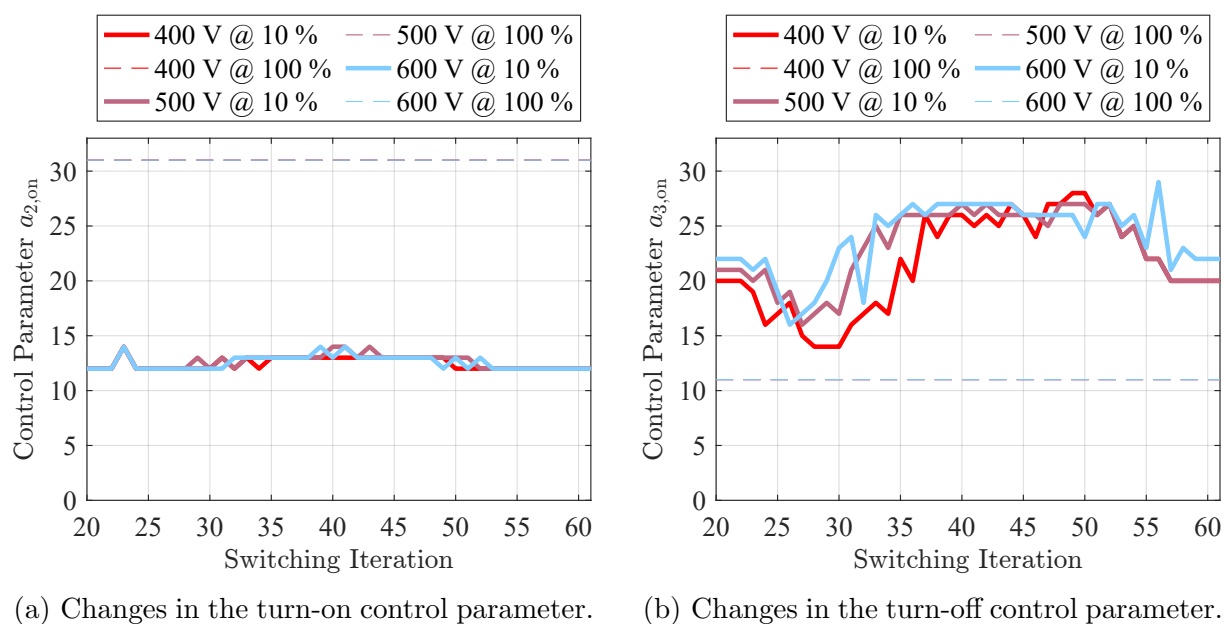 400 V @ 10 % 500 V @ 100 %
400 V @ 100 % 600 V @ 10 %
500 V @ 10 % 600 V @ 100 %
Control Parameter a2,on
30
25
20
15
10
5
0
20 25 30 35 40 45 50 55 60
Switching Iteration
(a) Changes in the turn-on control parameter.
400 V @ 10 % 500 V @ 100 %
400 V @ 100 % 600 V @ 10 %
500 V @ 10 % 600 V @ 100 %
Control Parameter a3,on
30
25
20
15
10
5
0
20 25 30 35 40 45 50 55 60
Switching Iteration
(b) Changes in the turn-off control parameter.